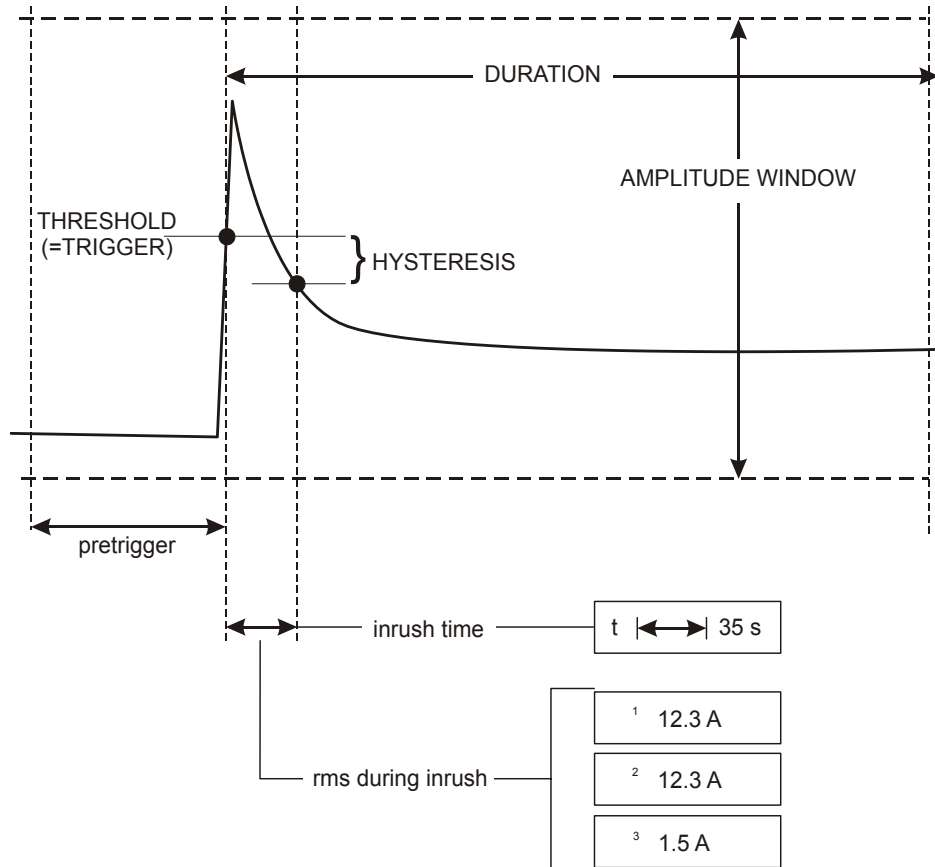 DURATION
AMPLITUDE WINDOW
THRESHOLD
(=TRIGGER)
HYSTERESIS
pretrigger
inrush time
t 35 s
1 12.3 A
rms during inrush
2 12.3 A
3 1.5 A